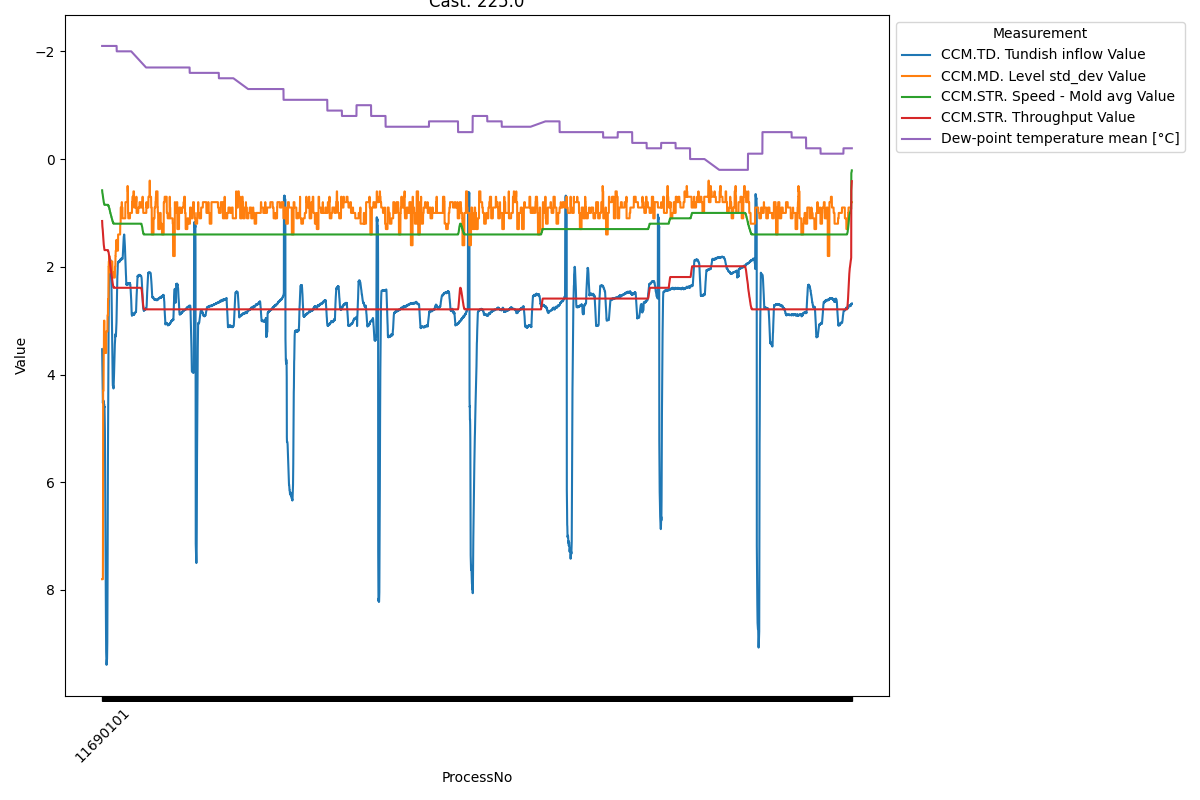 Cast: 225.0
Measurement
CCM.TD. Tundish inflow Value
CCM.MD. Level std_dev Value
CCM.STR. Speed - Mold avg Value
CCM.STR. Throughput Value
Dew-point temperature mean [°C]
−2
0
2
4
6
8
Value
11690101
ProcessNo